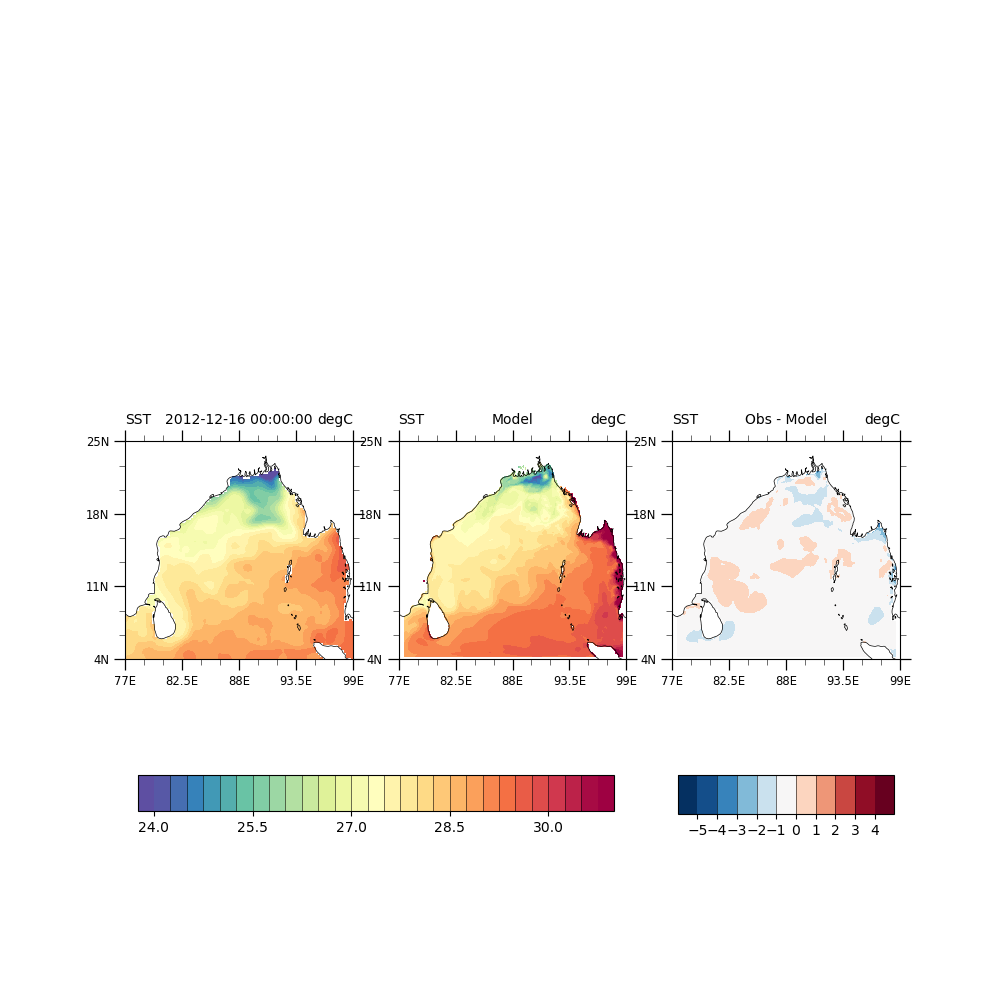 SST 2012-12-16 00:00:00 degC SST Model degC SST Obs - Model degC
25N 25N
18N 18N 18N
11N 11N 11N
4N 4N 4N
77E 82.5E 88E 93.5E 99E 77E 82.5E 88E 93.5E 99E 77E 82.5E 88E 93.5E 99E
24.0 25.5 27.0 28.5 30.0 −5 −4 −3 −2 −1 0 1 2 3 4